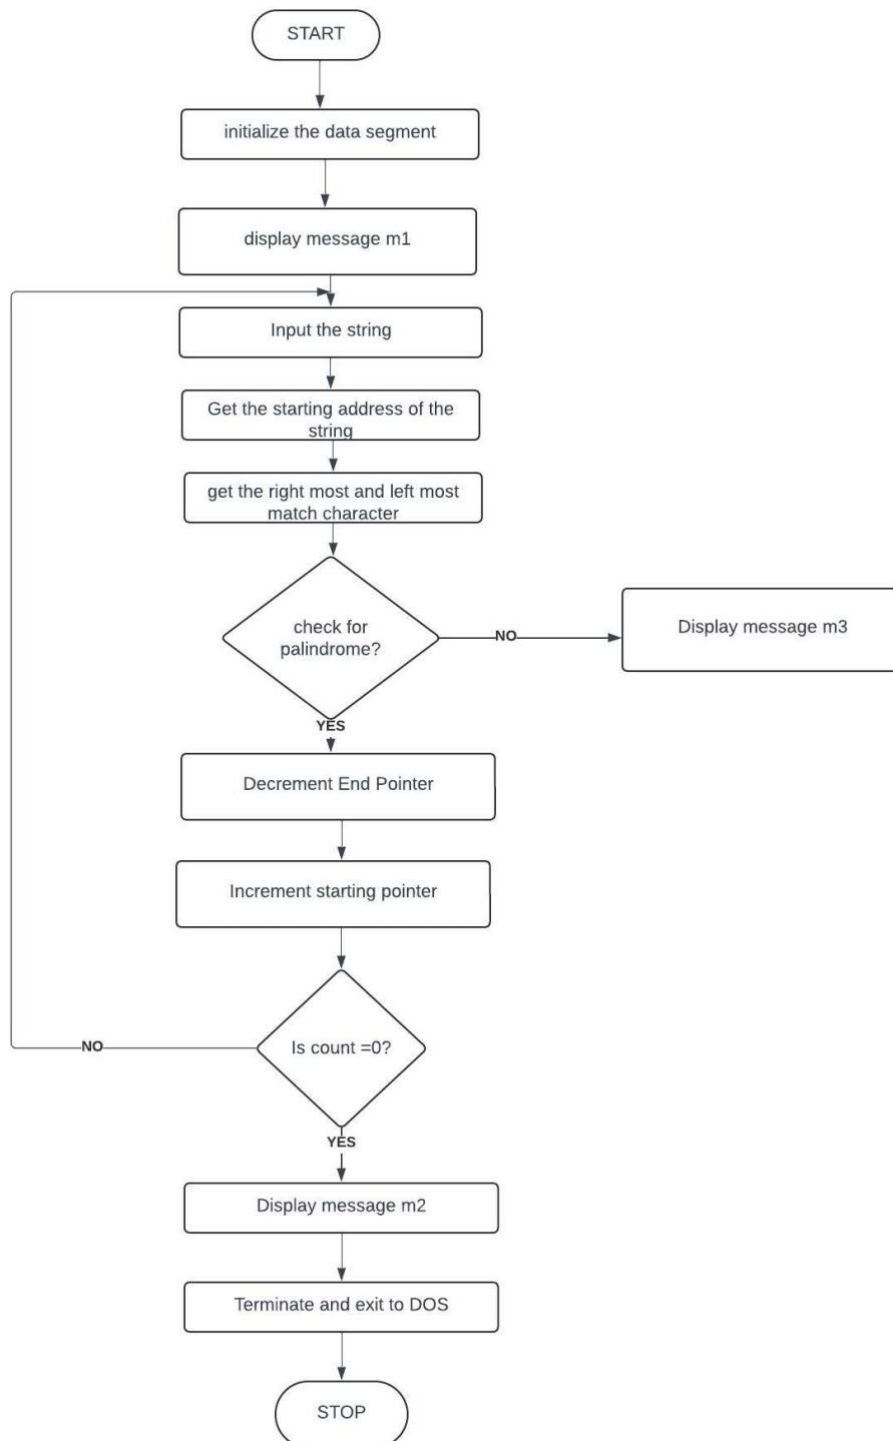 START
initialize the data segment
display message m1
Input the string
Get the starting address of the
string
get the right most and left most
match character
check for
palindrome?
NO
Display message m3
YES
Decrement End Pointer
Increment starting pointer
Is count =0?
NO
YES
Display message m2
Terminate and exit to DOS
STOP